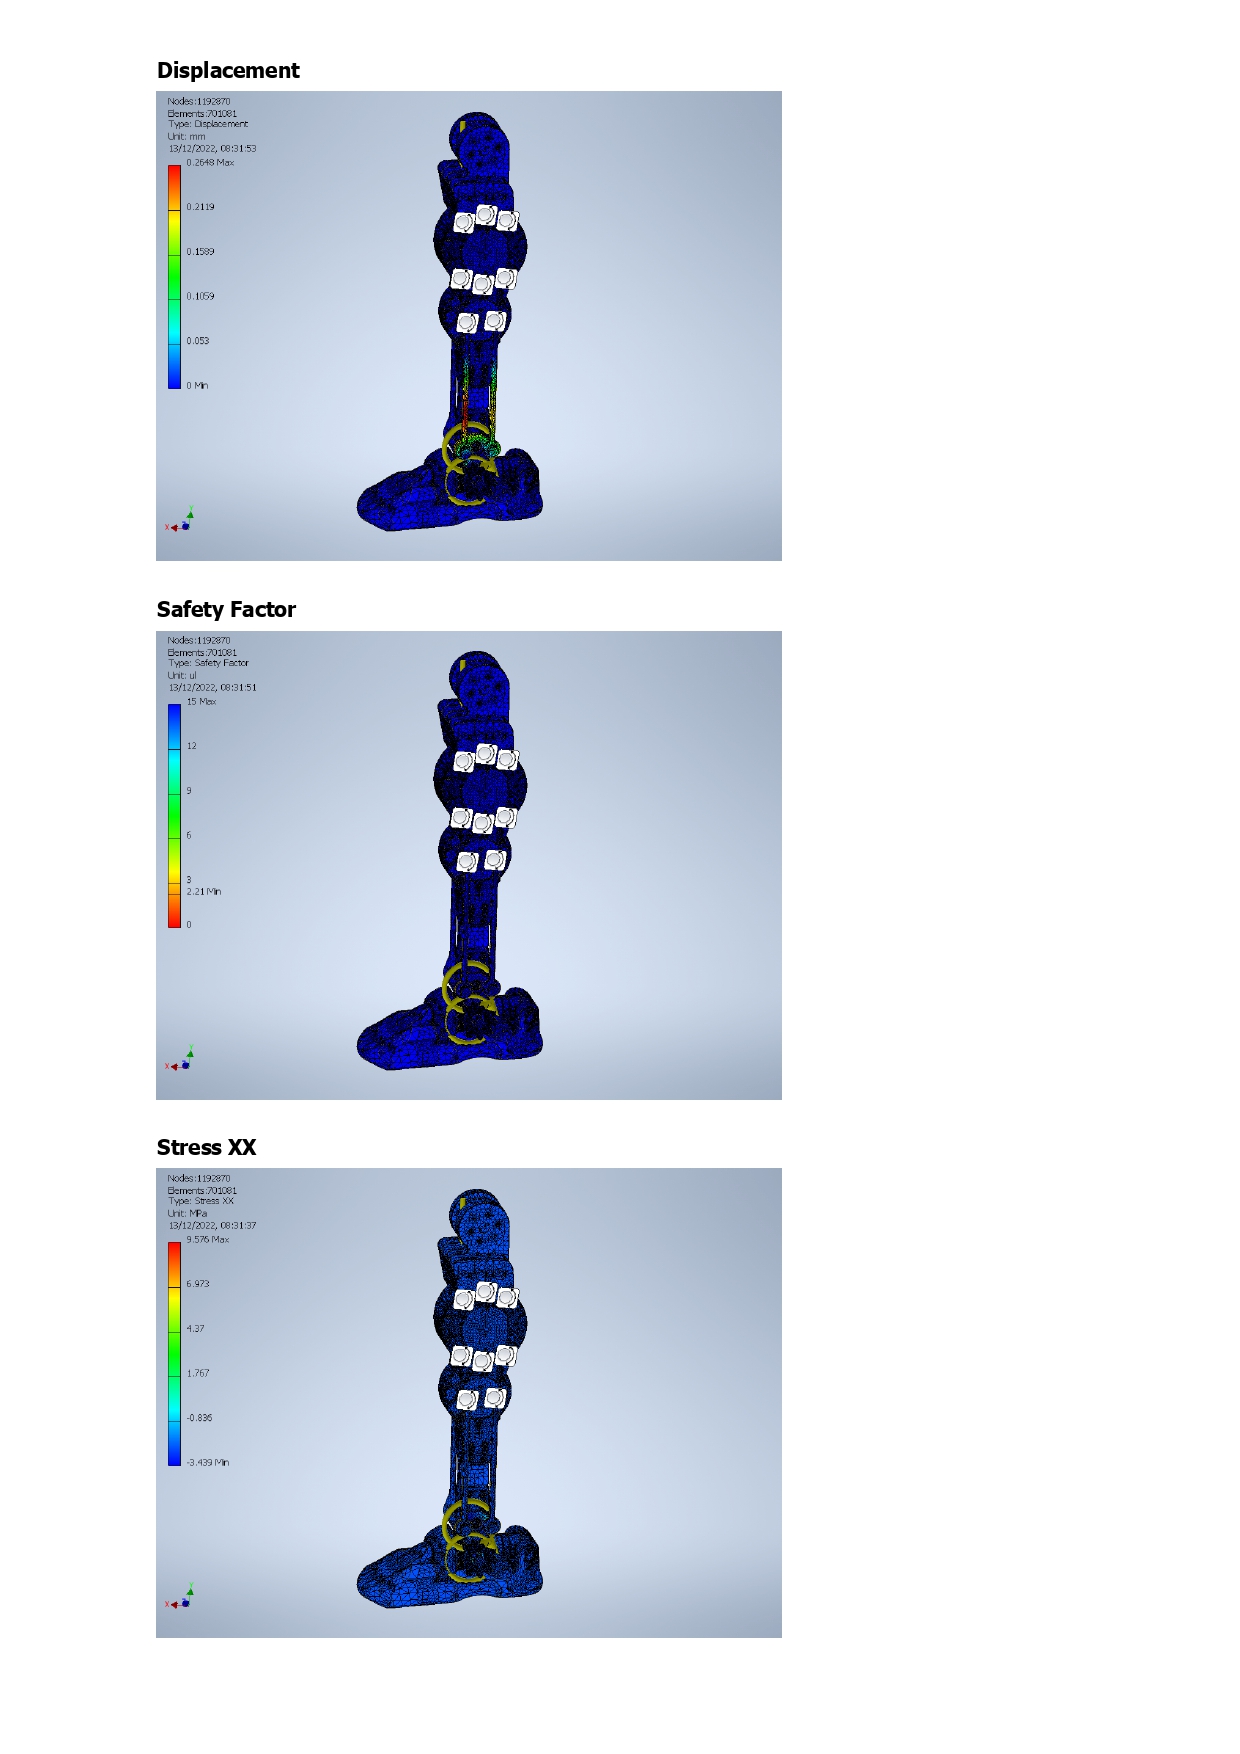 Displacement
Nodes:1192870
Elements:701081
Type: Displacement
Unit: mm
13/12/2022, 08:31:53
0.2648 Max
0.2119
0.1589
0.1059
0.053
0 Min
Y
X
Safety Factor
Nodes:1192870
Elements:701081
Type: Safety Factor
Unit: ul
13/12/2022, 08:31:51
15 Max
12
9
6
3
2.21 Min
0
Y
X
Stress XX
Nodes:1192870
Elements:701081
Type: Stress XX
Unit: MPa
13/12/2022, 08:31:37
9.576 Max
6.973
4.37
1.767
-0.836
-3.439 Min
Y
X